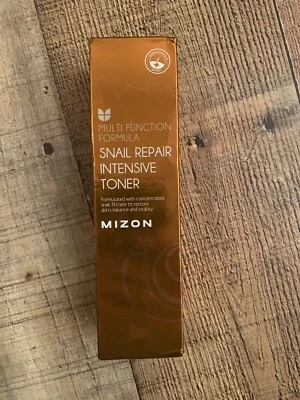 MULTI FUNCTION
FORMULA
SNAIL REPAIR
INTENSIVE
TONER
Formulated with concentrated
snail filtrate to restore
skin's balance and vitality.
MIZON